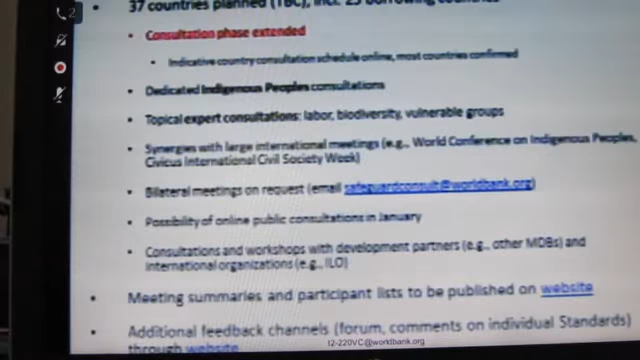 37 countries planned (TBC), incl. 25 borrowing countries
Consultation phase extended
Indicative country consultation schedule online, most countries confirmed
Dedicated Indigenous Peoples consultations
Topical expert consultations: labor, biodiversity, vulnerable groups
Synergies with large international meetings (e.g., World Conference on Indigenous Peoples,
Civicus International Civil Society Week)
Bilateral meetings on request (email safeguardconsult@worldbank.org)
Possibility of online public consultations in January
Consultations and workshops with development partners (e.g., other MDBs) and
international organizations (e.g., ILO)
Meeting summaries and participant lists to be published on website
Additional feedback channels (forum, comments on individual Standards)
through website
I2-220VC@worldbank.org
2